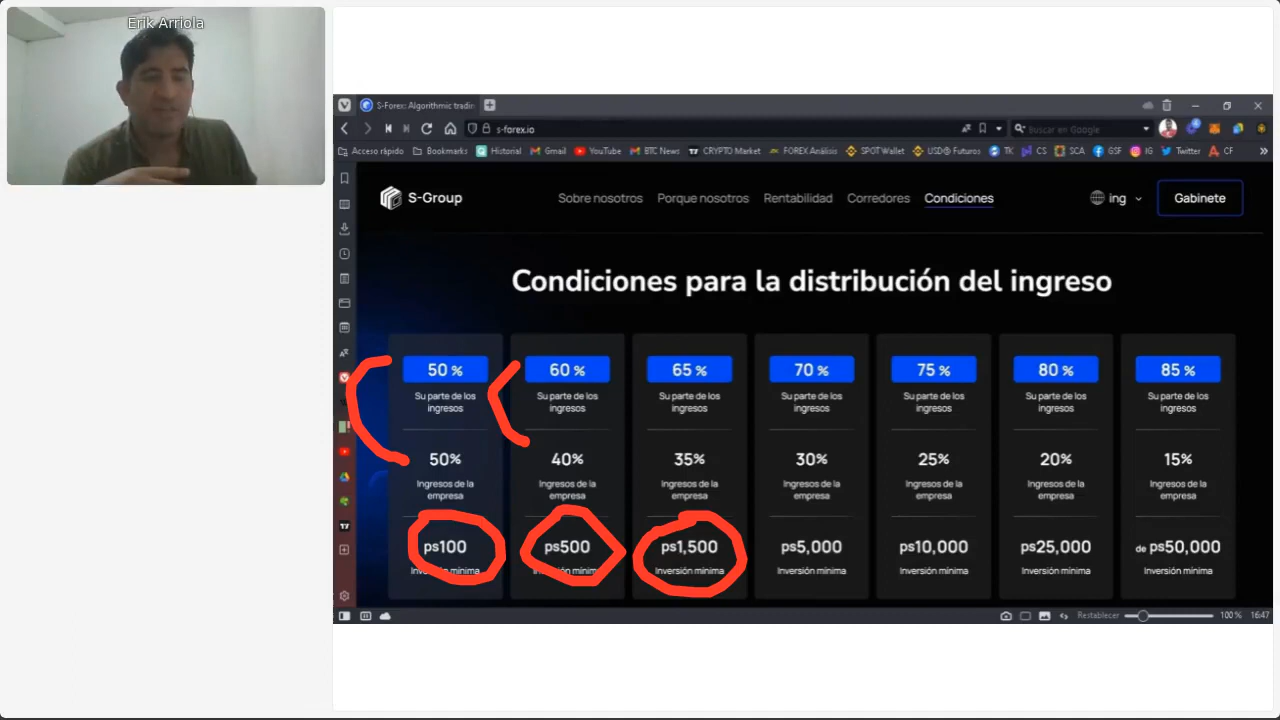 Erik Arriola
S-Forex: Algorithmic tradin
s-forex.io
Buscar en Google
Acceso rápido Bookmarks Historial Gmail YouTube BTC News CRYPTO Market FOREX Análisis SPOT Wallet USD® Futuros TK CS SCA GSF IG Twitter CF
S-Group Sobre nosotros Porque nosotros Rentabilidad Corredores Condiciones ing Gabinete
Condiciones para la distribución del ingreso
50 % 60 % 65 % 70 % 75 % 80 % 85 %
Su parte de los Su parte de los Su parte de los Su parte de los Su parte de los Su parte de los Su parte de los
ingresos ingresos ingresos ingresos ingresos ingresos ingresos
50% 40% 35% 30% 25% 20% 15%
Ingresos de la Ingresos de la Ingresos de la Ingresos de la Ingresos de la Ingresos de la Ingresos de la
empresa empresa empresa empresa empresa empresa empresa
ps100 ps500 ps1,500 ps5,000 ps10,000 ps25,000 de ps50,000
Inversión mínima Inversión mínima Inversión mínima Inversión mínima Inversión mínima Inversión mínima Inversión mínima
Restablecer 100 % 16:47